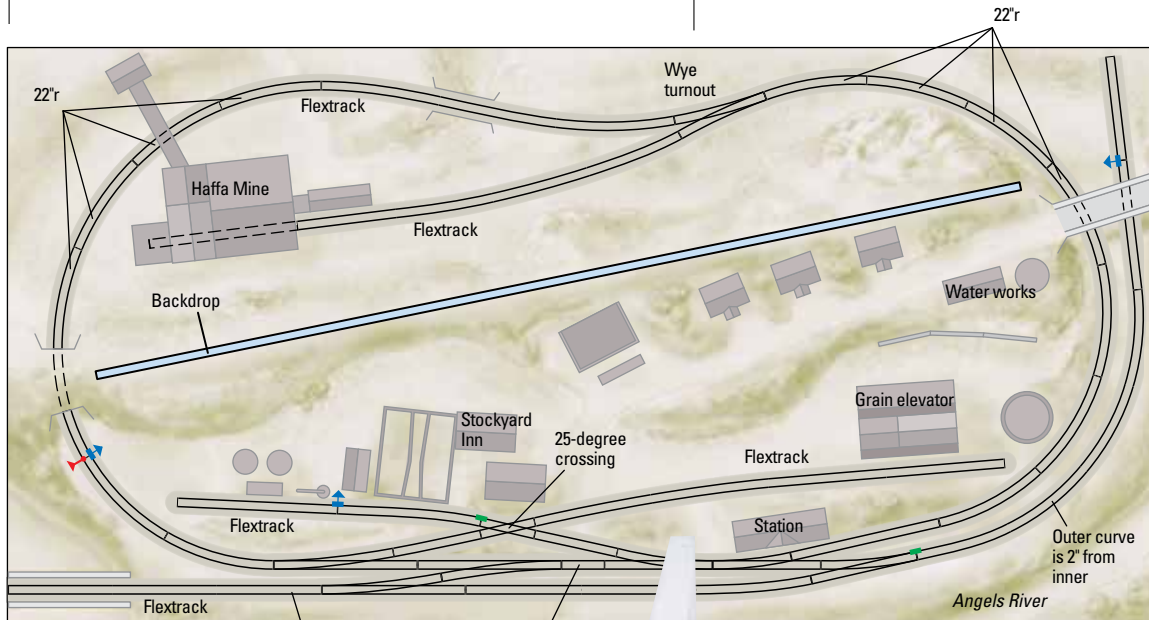 22"r
22"r
Wye
turnout
Flextrack
Haffa Mine
Flextrack
Backdrop
Water works
Grain elevator
Stockyard
Inn
25-degree
crossing
Flextrack
Flextrack
Station
Outer curve
is 2" from
inner
Flextrack
Angels River